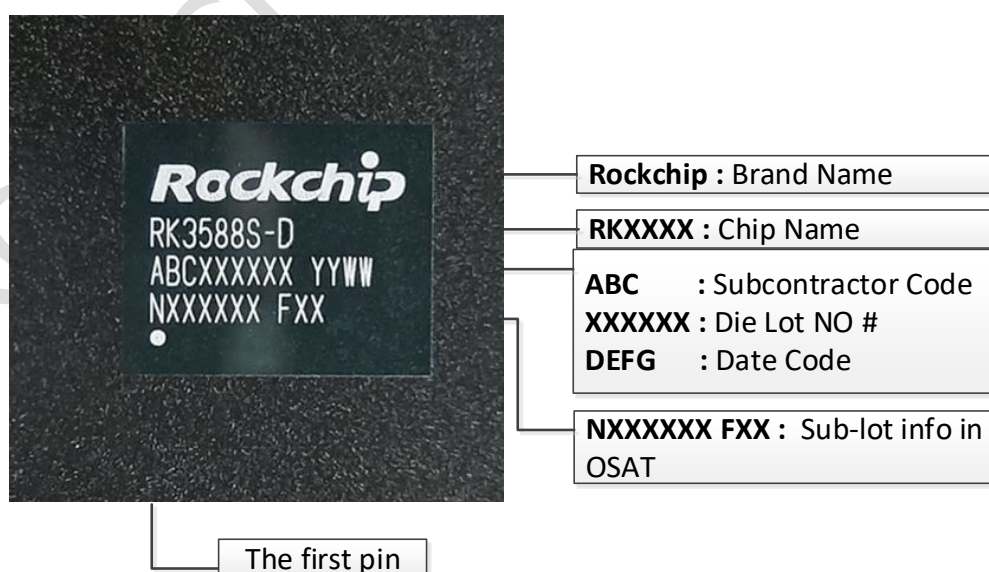 Rockchip
RK3588S-D
ABCXXXXXX YYWW
NXXXXXX FXX
Rockchip : Brand Name
RKXXXX : Chip Name
ABC : Subcontractor Code
XXXXXX : Die Lot NO #
DEFG : Date Code
NXXXXXX FXX : Sub-lot info in
OSAT
The first pin